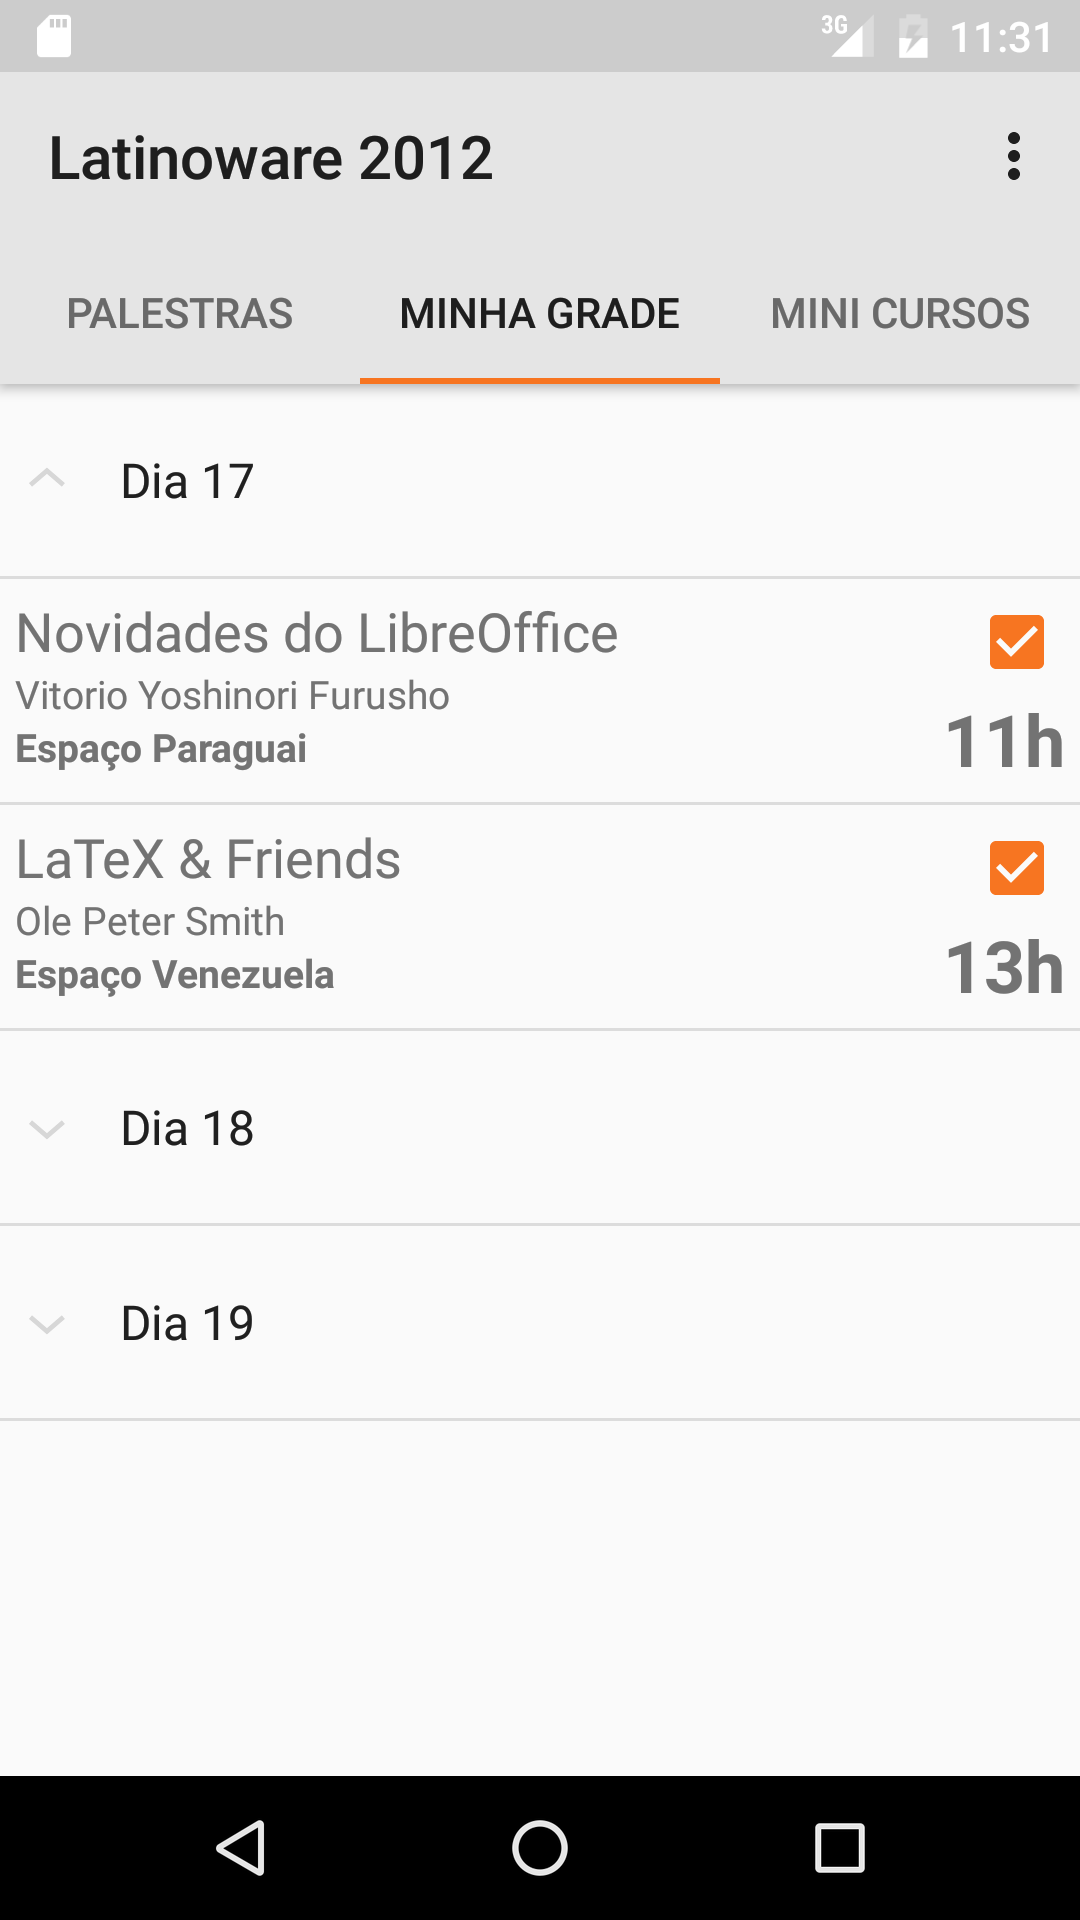 3G 11:31
Latinoware 2012
PALESTRAS MINHA GRADE MINI CURSOS
Dia 17
Novidades do LibreOffice
Vitorio Yoshinori Furusho
Espaço Paraguai 11h
LaTeX & Friends
Ole Peter Smith
Espaço Venezuela 13h
Dia 18
Dia 19